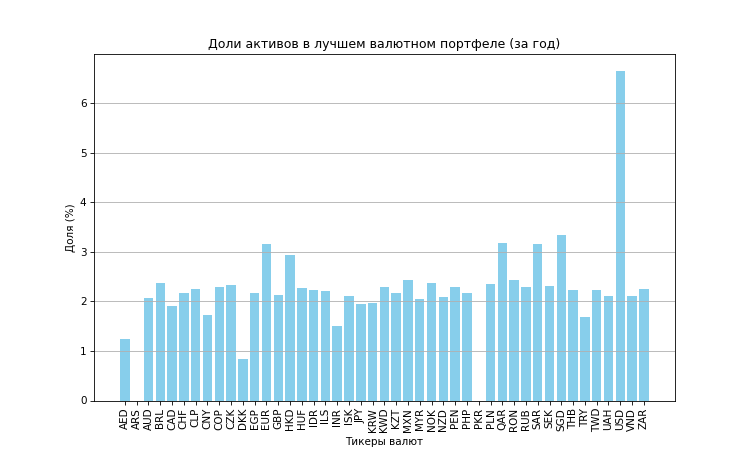 Доли активов в лучшем валютном портфеле (за год)
Доля (%)
6
5
4
3
2
1
0
AED ARS AUD BRL CAD CHF CLP CNY COP CZK DKK EGP EUR GBP HKD HUF IDR ILS INR ISK JPY KRW KWD KZT MXN MYR NOK NZD PEN PHP PKR PLN QAR RON RUB SAR SEK SGD THB TRY TWD UAH USD VND ZAR
Тикеры валют